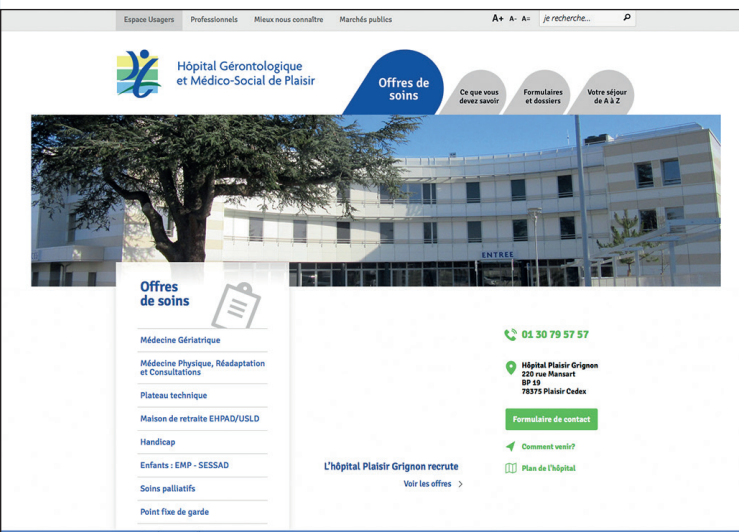 Espace Usagers
Professionnels
Mieux nous connaître
Marchés publics
A+ A- A=
je recherche...
Hôpital Gérontologique
et Médico-Social de Plaisir
Offres de
soins
Ce que vous
devez savoir
Formulaires
et dossiers
Votre séjour
de A à Z
ENTREE
Offres
de soins
Médecine Gériatrique
Médecine Physique, Réadaptation
et Consultations
Plateau technique
Maison de retraite EHPAD/USLD
Handicap
Enfants : EMP - SESSAD
Soins palliatifs
Point fixe de garde
L'hôpital Plaisir Grignon recrute
Voir les offres >
01 30 79 57 57
Hôpital Plaisir Grignon
220 rue Mansart
BP 19
78375 Plaisir Cedex
Formulaire de contact
Comment venir?
Plan de l'hôpital